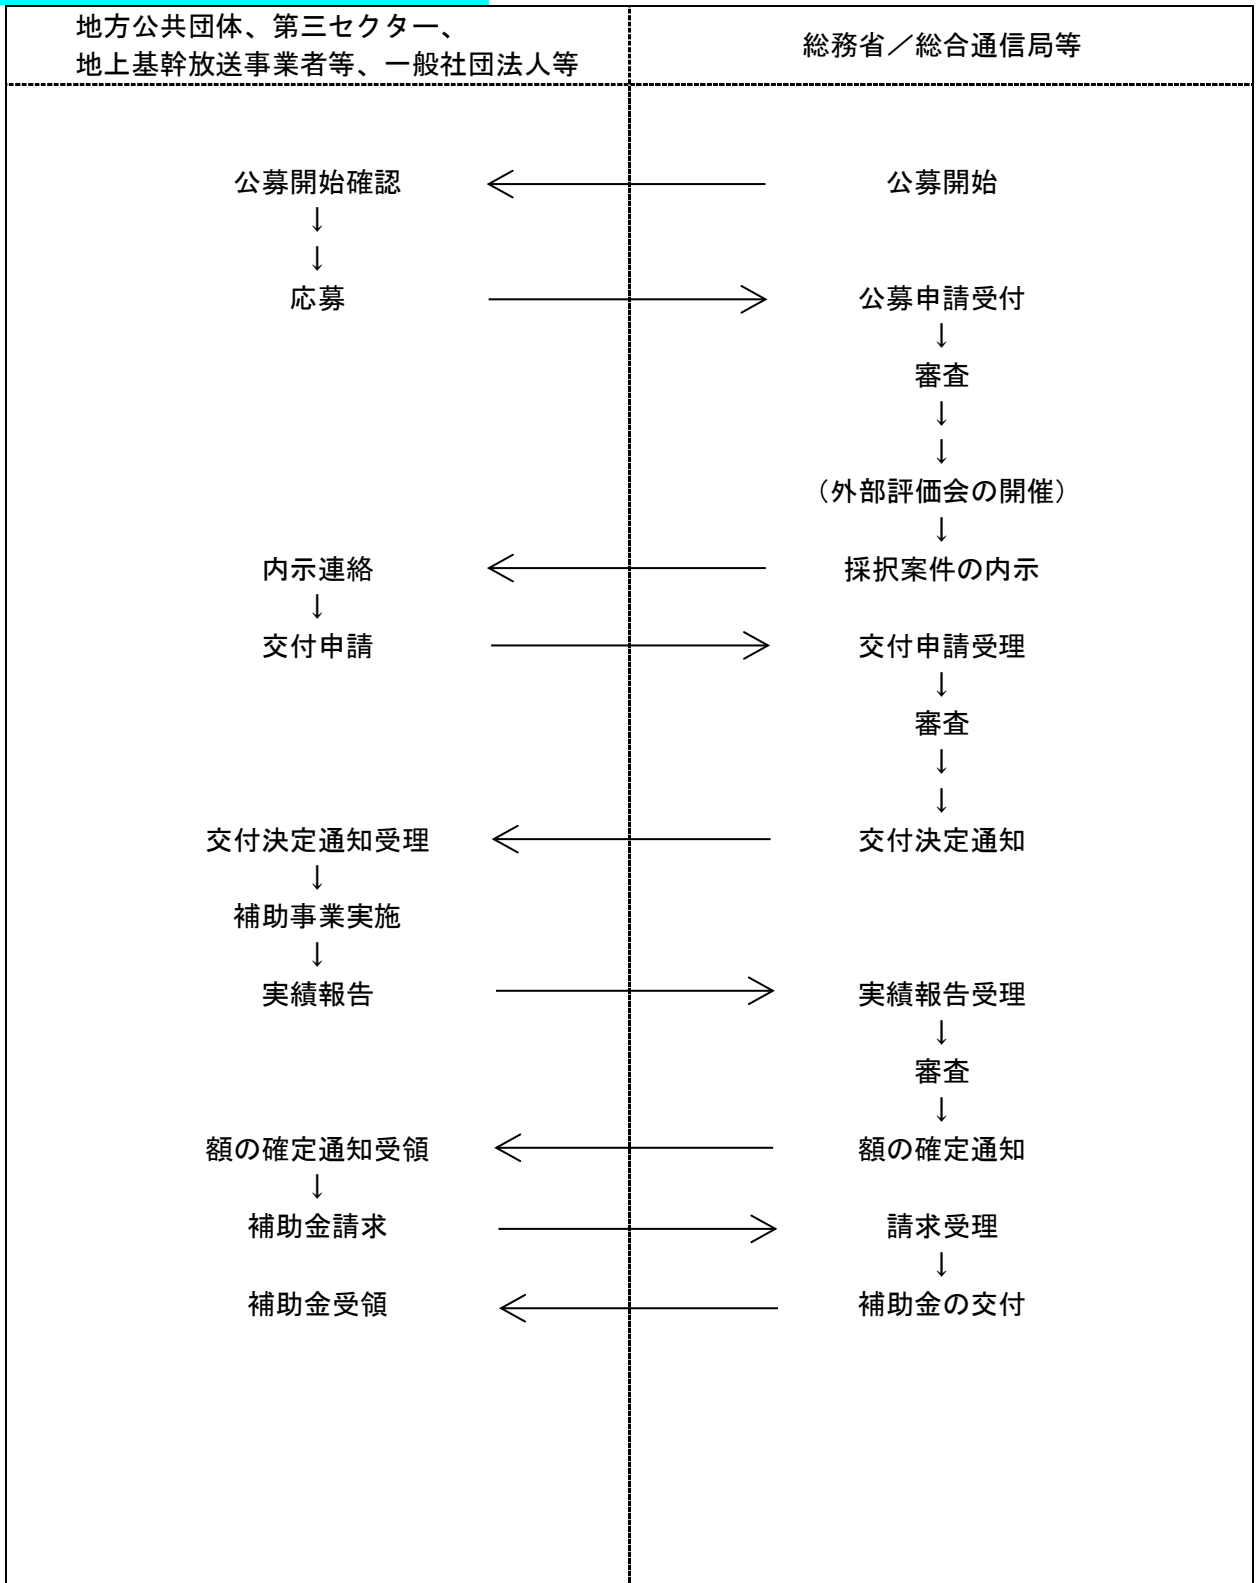 地方公共団体、第三セクター、
地上基幹放送事業者等、一般社団法人等
総務省／総合通信局等
公募開始確認
公募開始
↓
↓
応募
公募申請受付
↓
審査
↓
↓
（外部評価会の開催）
↓
内示連絡
採択案件の内示
↓
交付申請
交付申請受理
↓
審査
↓
↓
交付決定通知受理
交付決定通知
↓
補助事業実施
↓
実績報告
実績報告受理
↓
審査
↓
額の確定通知受領
額の確定通知
↓
補助金請求
請求受理
↓
補助金受領
補助金の交付